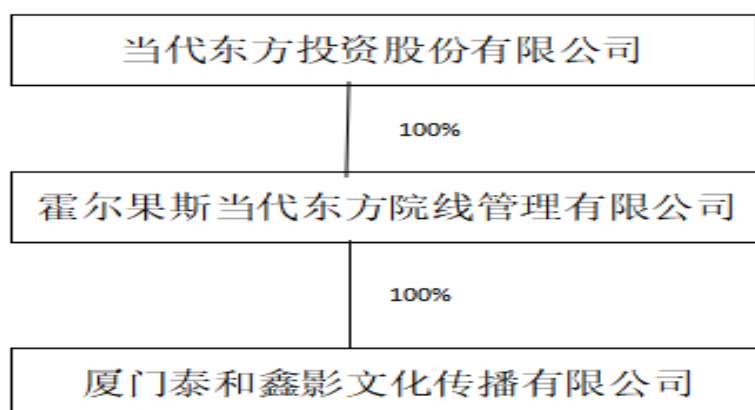 当代东方投资股份有限公司
100%
霍尔果斯当代东方院线管理有限公司
100%
厦门泰和鑫影文化传播有限公司